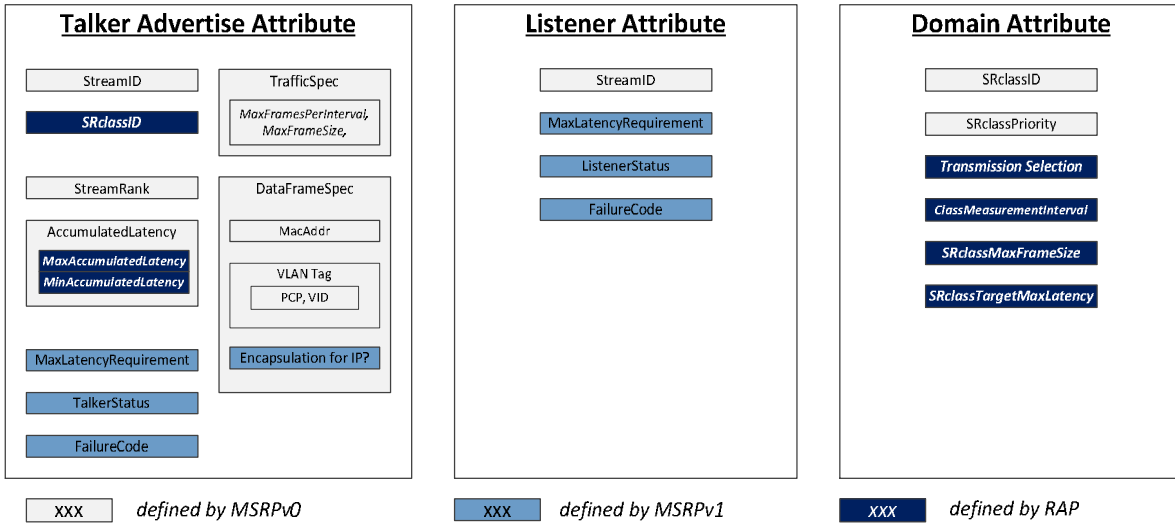 Talker Advertise Attribute
StreamID
SRclassID
StreamRank
AccumulatedLatency
MaxAccumulatedLatency
MinAccumulatedLatency
MaxLatencyRequirement
TalkerStatus
FailureCode
TrafficSpec
MaxFramesPerInterval,
MaxFrameSize,
DataFrameSpec
MacAddr
VLAN Tag
PCP, VID
Encapsulation for IP?
Listener Attribute
StreamID
MaxLatencyRequirement
ListenerStatus
FailureCode
Domain Attribute
SRclassID
SRclassPriority
Transmission Selection
ClassMeasurementInterval
SRclassMaxFrameSize
SRclassTargetMaxLatency
XXX defined by MSRPv0
XXX defined by MSRPv1
XXX defined by RAP